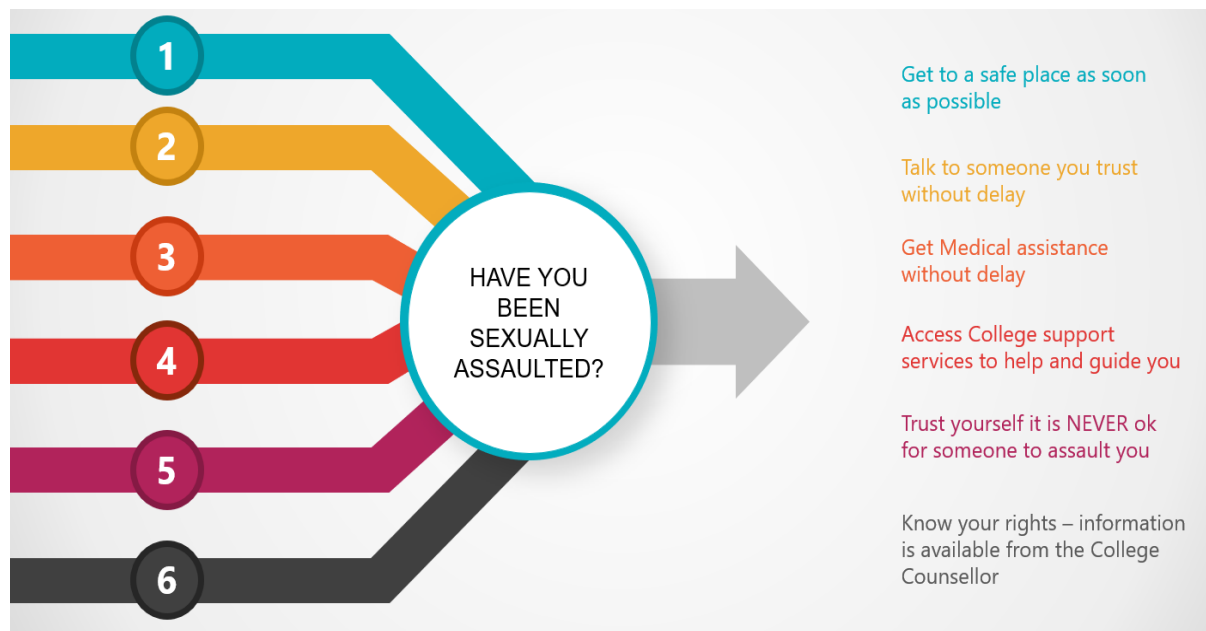 1
2
3
4
5
6
HAVE YOU
BEEN
SEXUALLY
ASSAULTED?
Get to a safe place as soon
as possible
Talk to someone you trust
without delay
Get Medical assistance
without delay
Access College support
services to help and guide you
Trust yourself it is NEVER ok
for someone to assault you
Know your rights – information
is available from the College
Counsellor